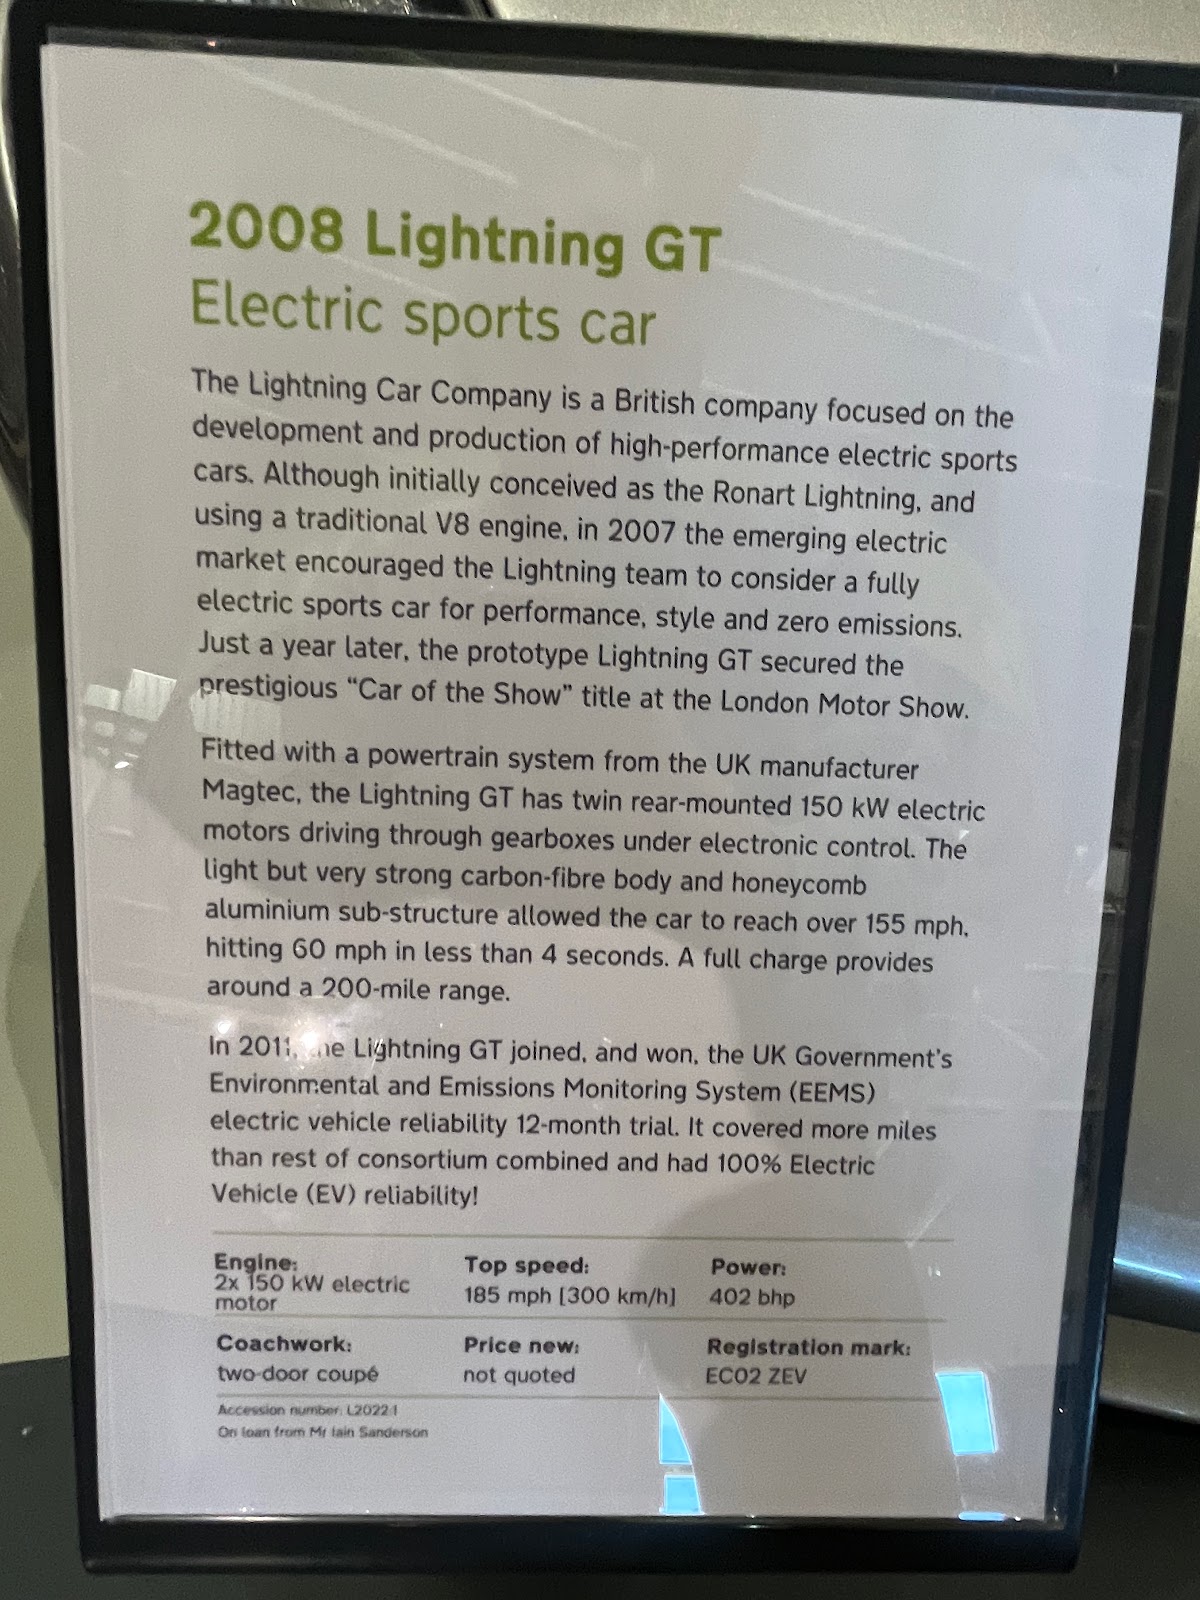 2008 Lightning GT
Electric sports car
The Lightning Car Company is a British company focused on the
development and production of high-performance electric sports
cars. Although initially conceived as the Ronart Lightning, and
using a traditional V8 engine, in 2007 the emerging electric
market encouraged the Lightning team to consider a fully
electric sports car for performance, style and zero emissions.
Just a year later, the prototype Lightning GT secured the
prestigious “Car of the Show” title at the London Motor Show.
Fitted with a powertrain system from the UK manufacturer
Magtec, the Lightning GT has twin rear-mounted 150 kW electric
motors driving through gearboxes under electronic control. The
light but very strong carbon-fibre body and honeycomb
aluminium sub-structure allowed the car to reach over 155 mph,
hitting 60 mph in less than 4 seconds. A full charge provides
around a 200-mile range.
In 2011, the Lightning GT joined, and won, the UK Government's
Environmental and Emissions Monitoring System (EEMS)
electric vehicle reliability 12-month trial. It covered more miles
than rest of consortium combined and had 100% Electric
Vehicle (EV) reliability!
Engine: Top speed: Power:
2x 150 kW electric
motor 185 mph [300 km/h] 402 bhp
Coachwork: Price new: Registration mark:
two-door coupé not quoted EC02 ZEV
Accession number: L2022.1
On loan from Mr Iain Sanderson